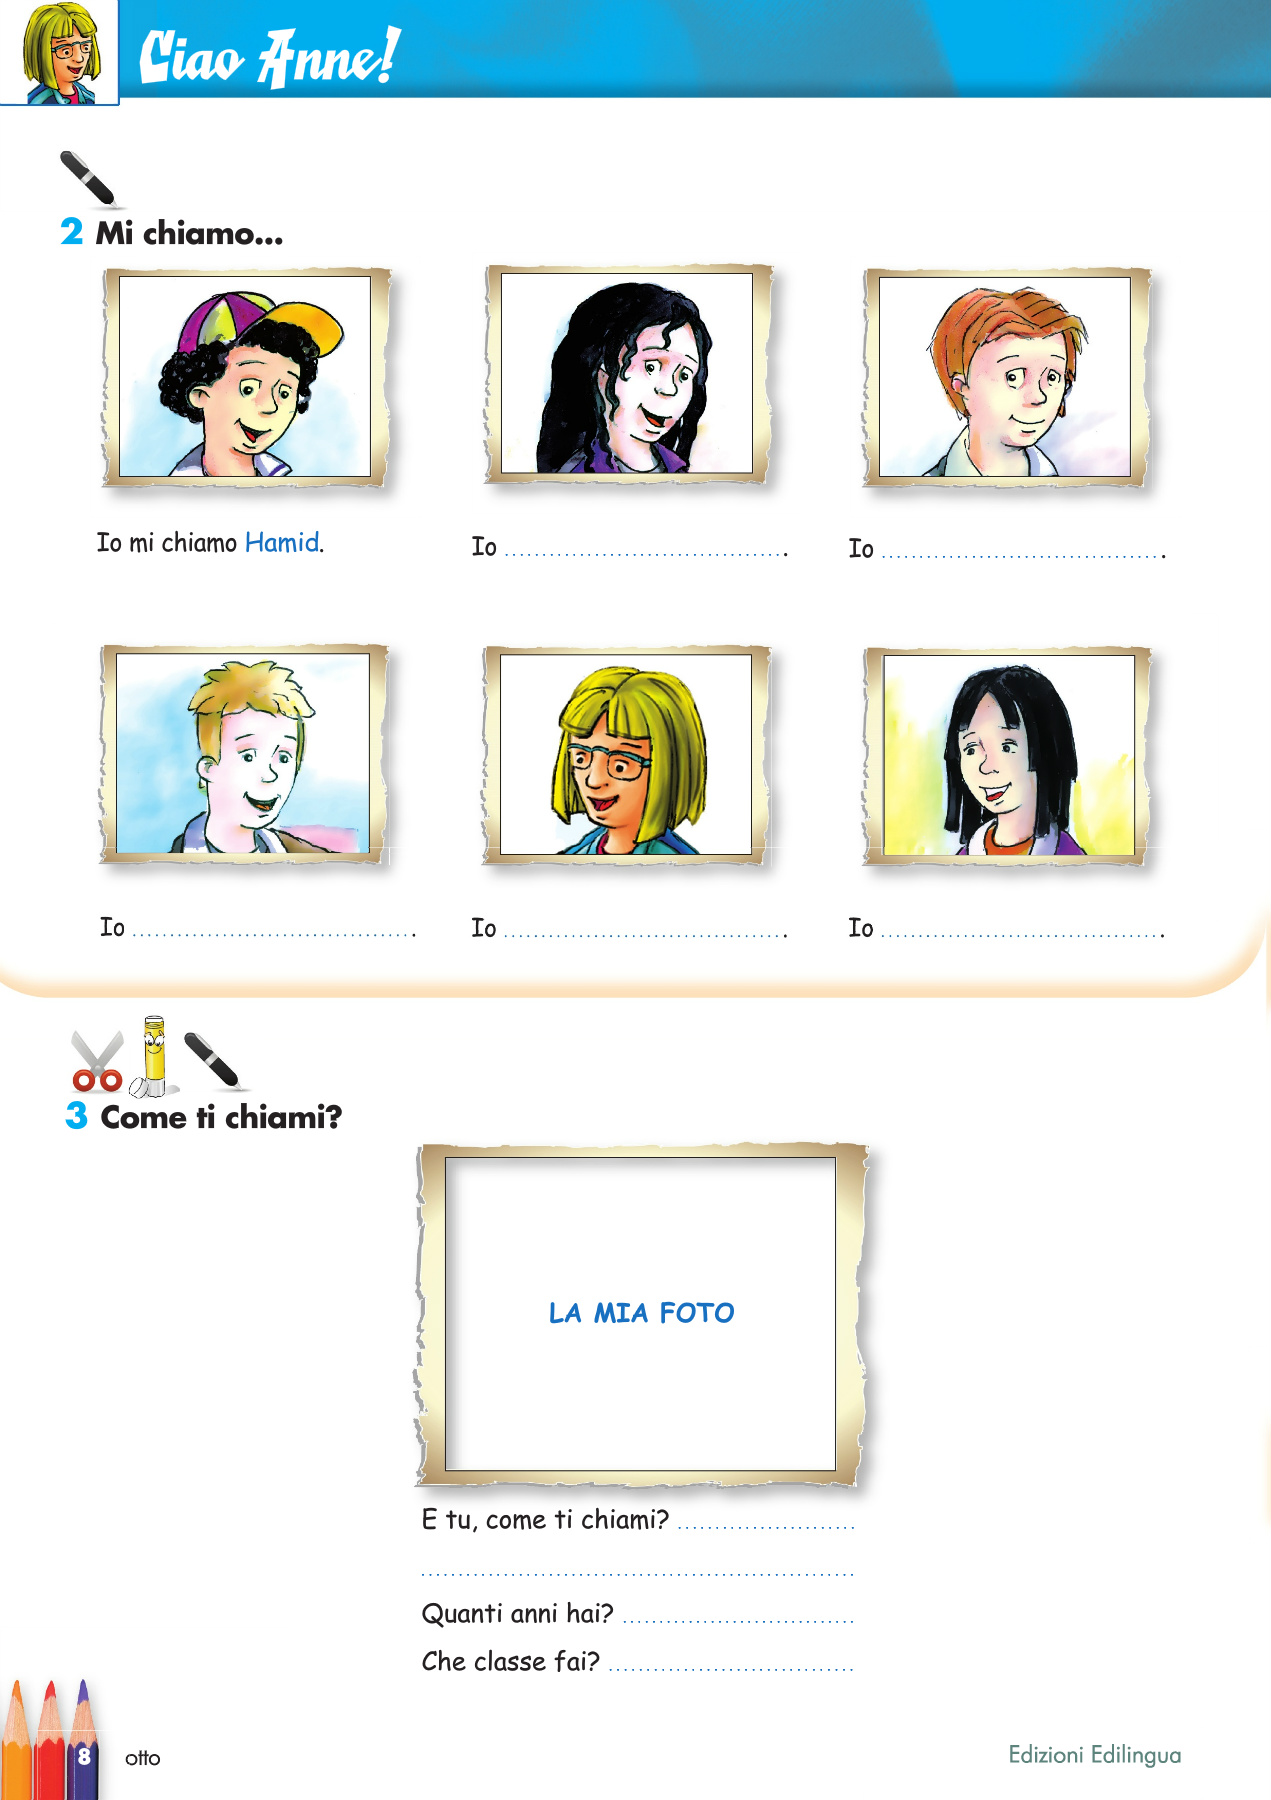 Ciao Anne!
2 Mi chiamo...
Io mi chiamo Hamid.
Io ..................................... .
Io ..................................... .
Io ..................................... .
Io ..................................... .
Io ..................................... .
3 Come ti chiami?
LA MIA FOTO
E tu, come ti chiami? ........................
..........................................................
Quanti anni hai? ...............................
Che classe fai? .................................
8 otto
Edizioni Edilingua